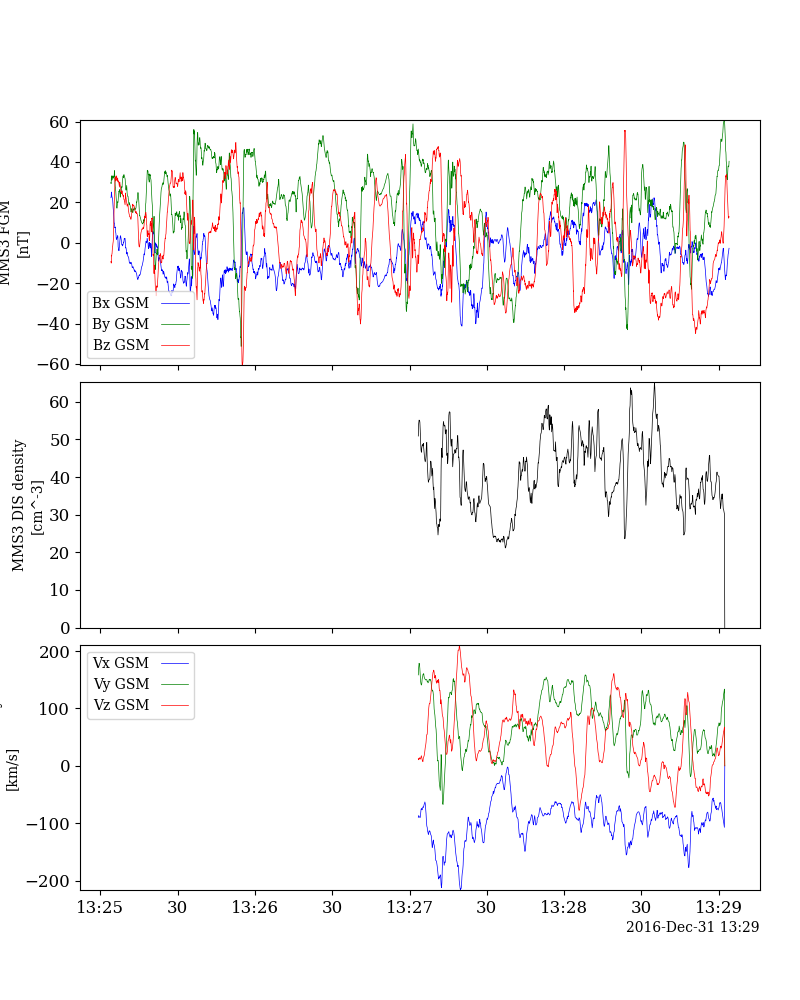 60
40
20
0
−20
−40
−60
MMS3 FGM
[nT]
Bx GSM
By GSM
Bz GSM
60
50
40
30
20
10
0
MMS3 DIS density
[cm^-3]
200
100
0
−100
−200
[km/s]
Vx GSM
Vy GSM
Vz GSM
13:25 30 13:26 30 13:27 30 13:28 30 13:29
2016-Dec-31 13:29